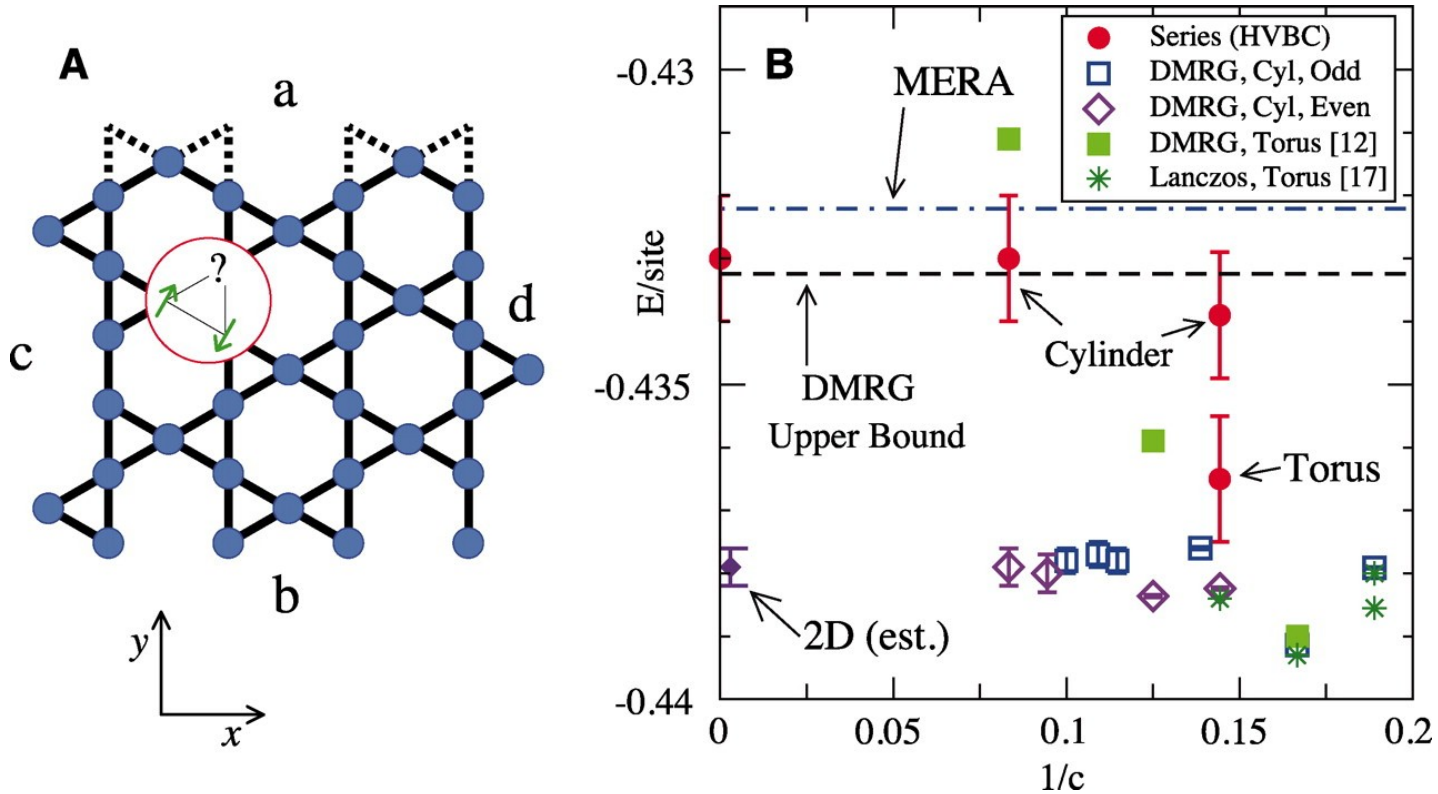 A
a
?
c
d
b
y
x
B
Series (HVBC)
DMRG, Cyl, Odd
DMRG, Cyl, Even
DMRG, Torus [12]
Lanczos, Torus [17]
MERA
DMRG
Upper Bound
Cylinder
Torus
2D (est.)
E/site
-0.43
-0.435
-0.44
0
0.05
0.1
0.15
0.2
1/c